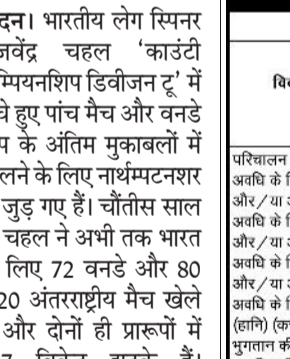 दन। भारतीय लेग स्पिनर
जवेंद्र चहल 'काउंटी
म्पियनशिप डिवीजन टू' में
चे हुए पांच मैच और वनडे
प के अंतिम मुकाबलों में
लने के लिए नार्थम्पटनशर
जुड़ गए हैं। चौंतीस साल
चहल ने अभी तक भारत
लिए 72 वनडे और 80
20 अंतरराष्ट्रीय मैच खेले
और दोनों ही प्रारूपों में
परिचालन
अवधि के
और/या
अवधि के
और/या
अवधि के
और/या
अवधि के
(हानि)
भुगतान की